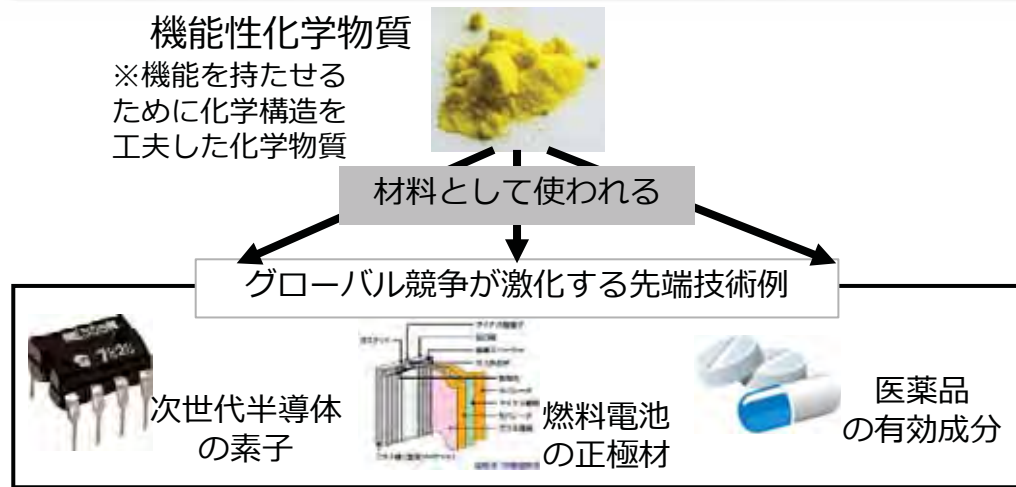 機能性化学物質
※機能を持たせる
ために化学構造を
工夫した化学物質
材料として使われる
グローバル競争が激化する先端技術例
次世代半導体
の素子
燃料電池
の正極材
医薬品
の有効成分